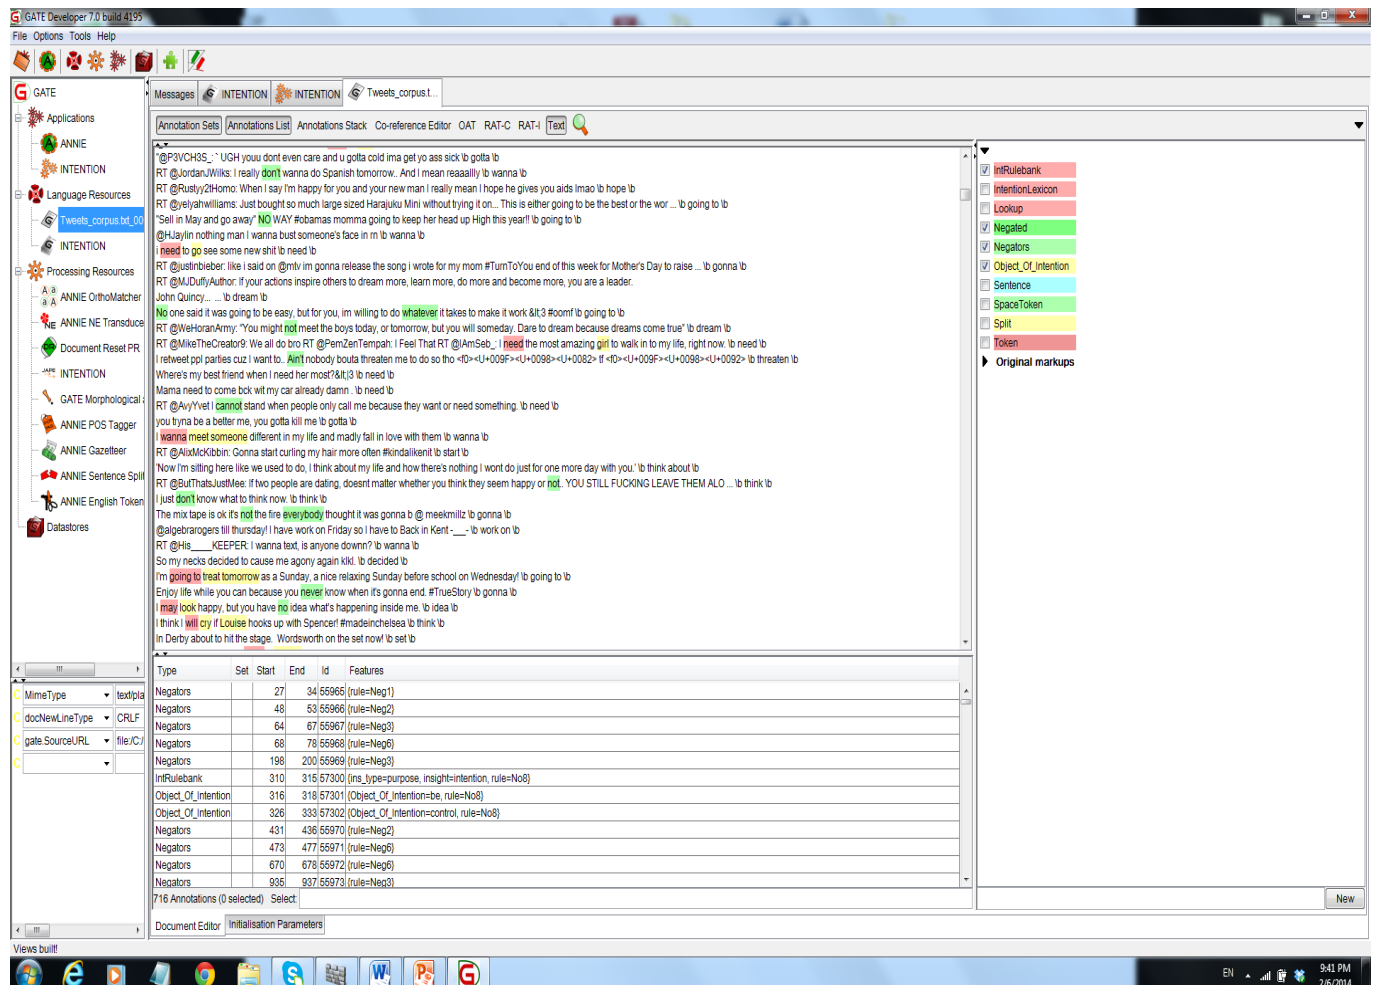 GATE Developer 7.0 build 4195
File Options Tools Help
GATE
Applications
ANNIE
INTENTION
Language Resources
Tweets_corpus.txt_00
INTENTION
Processing Resources
ANNIE OrthoMatcher
ANNIE NE Transduce
Document Reset PR
INTENTION
GATE Morphological
ANNIE POS Tagger
ANNIE Gazetteer
ANNIE Sentence Split
ANNIE English Token
Datastores
MimeType text/pla
docNewLineType CRLF
gate.SourceURL file:/C:/
Messages INTENTION INTENTION Tweets_corpus.t...
Annotation Sets Annotations List Annotations Stack Co-reference Editor OAT RAT-C RAT-I Text
"@P3VCH3S_: ` UGH youu dont even care and u gotta cold ima get yo ass sick \b gotta \b
RT @JordanJWilks: I really don't wanna do Spanish tomorrow.. And I mean reaaallly \b wanna \b
RT @Rustyy2tHomo: When I say I'm happy for you and your new man I really mean I hope he gives you aids lmao \b hope \b
RT @yelyahwilliams: Just bought so much large sized Harajuku Mini without trying it on... This is either going to be the best or the wor ... \b going to \b
"Sell in May and go away" NO WAY #obamas momma going to keep her head up High this year!! \b going to \b
@HJaylin nothing man I wanna bust someone's face in rn \b wanna \b
i need to go see some new shit \b need \b
RT @justinbieber: like i said on @mtv im gonna release the song i wrote for my mom #TurnToYou end of this week for Mother's Day to raise ... \b gonna \b
RT @MJDuffyAuthor: If your actions inspire others to dream more, learn more, do more and become more, you are a leader.
John Quincy... ... \b dream \b
No one said it was going to be easy, but for you, im willing to do whatever it takes to make it work &lt;3 #oomf \b going to \b
RT @WeHoranArmy: "You might not meet the boys today, or tomorrow, but you will someday. Dare to dream because dreams come true" \b dream \b
RT @MikeTheCreator9: We all do bro RT @PemZenTempah: I Feel That RT @IAmSeb_: I need the most amazing girl to walk in to my life, right now. \b need \b
I retweet ppl parties cuz I want to.. Ain't nobody bouta threaten me to do so tho <f0><U+009F><U+0098><U+0082> tf <f0><U+009F><U+0098><U+0092> \b threaten \b
Where's my best friend when I need her most?&lt;|3 \b need \b
Mama need to come bck wit my car already damn . \b need \b
RT @AvyYvet I cannot stand when people only call me because they want or need something. \b need \b
you tryna be a better me, you gotta kill me \b gotta \b
I wanna meet someone different in my life and madly fall in love with them \b wanna \b
RT @AlixMcKibbin: Gonna start curling my hair more often #kindalikenit \b start \b
'Now I'm sitting here like we used to do, I think about my life and how there's nothing I wont do just for one more day with you.' \b think about \b
RT @ButThatsJustMee: If two people are dating, doesnt matter whether you think they seem happy or not.. YOU STILL FUCKING LEAVE THEM ALO ... \b think \b
I just don't know what to think now. \b think \b
The mix tape is ok it's not the fire everybody thought it was gonna b @ meekmillz \b gonna \b
@algebrarogers till thursday! I have work on Friday so I have to Back in Kent -___- \b work on \b
RT @His____KEEPER: I wanna text, is anyone downn? \b wanna \b
So my necks decided to cause me agony again klkl. \b decided \b
I'm going to treat tomorrow as a Sunday, a nice relaxing Sunday before school on Wednesday! \b going to \b
Enjoy life while you can because you never know when it's gonna end. #TrueStory \b gonna \b
I may look happy, but you have no idea what's happening inside me. \b idea \b
I think I will cry if Louise hooks up with Spencer! #madeinchelsea \b think \b
In Derby about to hit the stage. Wordsworth on the set now! \b set \b
IntRulebank
IntentionLexicon
Lookup
Negated
Negators
Object_Of_Intention
Sentence
SpaceToken
Split
Token
Original markups
Type Set Start End Id Features
Negators 27 34 55965 {rule=Neg1}
Negators 48 53 55966 {rule=Neg2}
Negators 64 67 55967 {rule=Neg3}
Negators 68 78 55968 {rule=Neg6}
Negators 198 200 55969 {rule=Neg3}
IntRulebank 310 315 57300 {ins_type=purpose, insight=intention, rule=No8}
Object_Of_Intention 316 318 57301 {Object_Of_Intention=be, rule=No8}
Object_Of_Intention 326 333 57302 {Object_Of_Intention=control, rule=No8}
Negators 431 436 55970 {rule=Neg2}
Negators 473 477 55971 {rule=Neg6}
Negators 670 678 55972 {rule=Neg6}
Negators 935 937 55973 {rule=Neg3}
716 Annotations (0 selected) Select:
New
Document Editor Initialisation Parameters
Views built!
EN
9:41 PM
2/6/2014